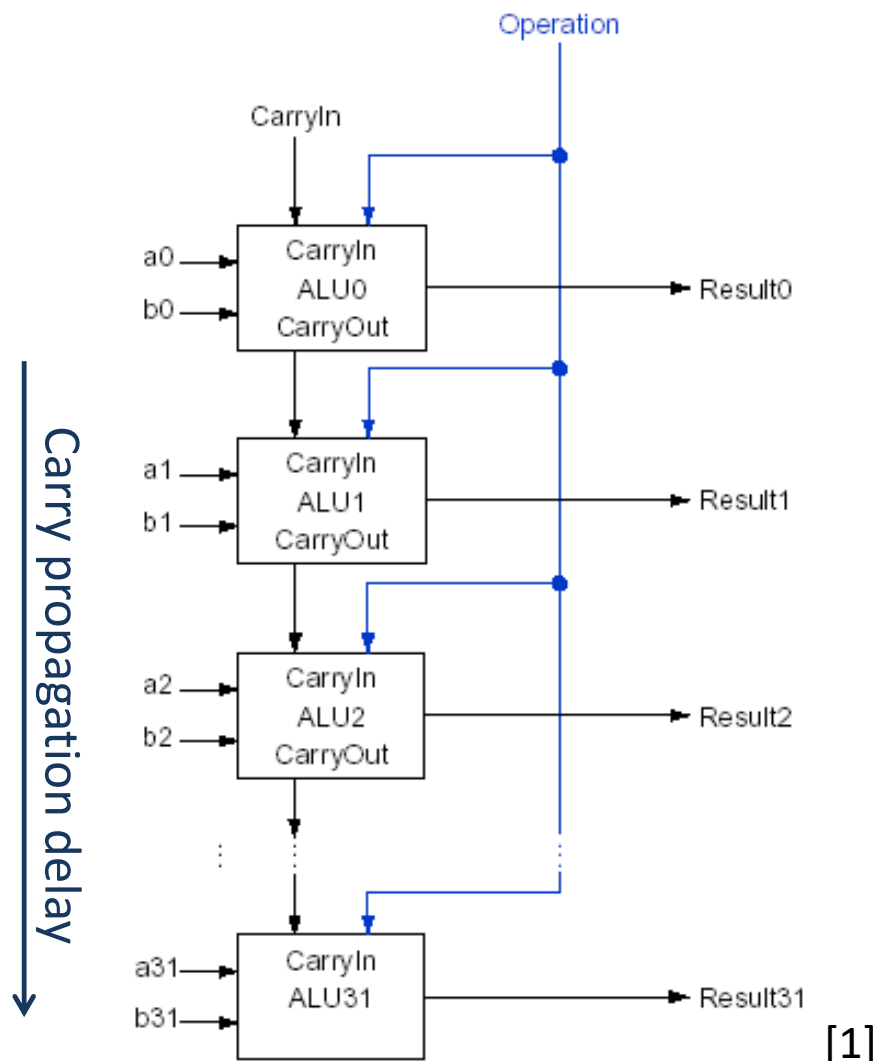 Operation
CarryIn
a0
b0
CarryIn
ALU0
CarryOut
Result0
a1
b1
CarryIn
ALU1
CarryOut
Result1
a2
b2
CarryIn
ALU2
CarryOut
Result2
a31
b31
CarryIn
ALU31
Result31
Carry propagation delay
[1]